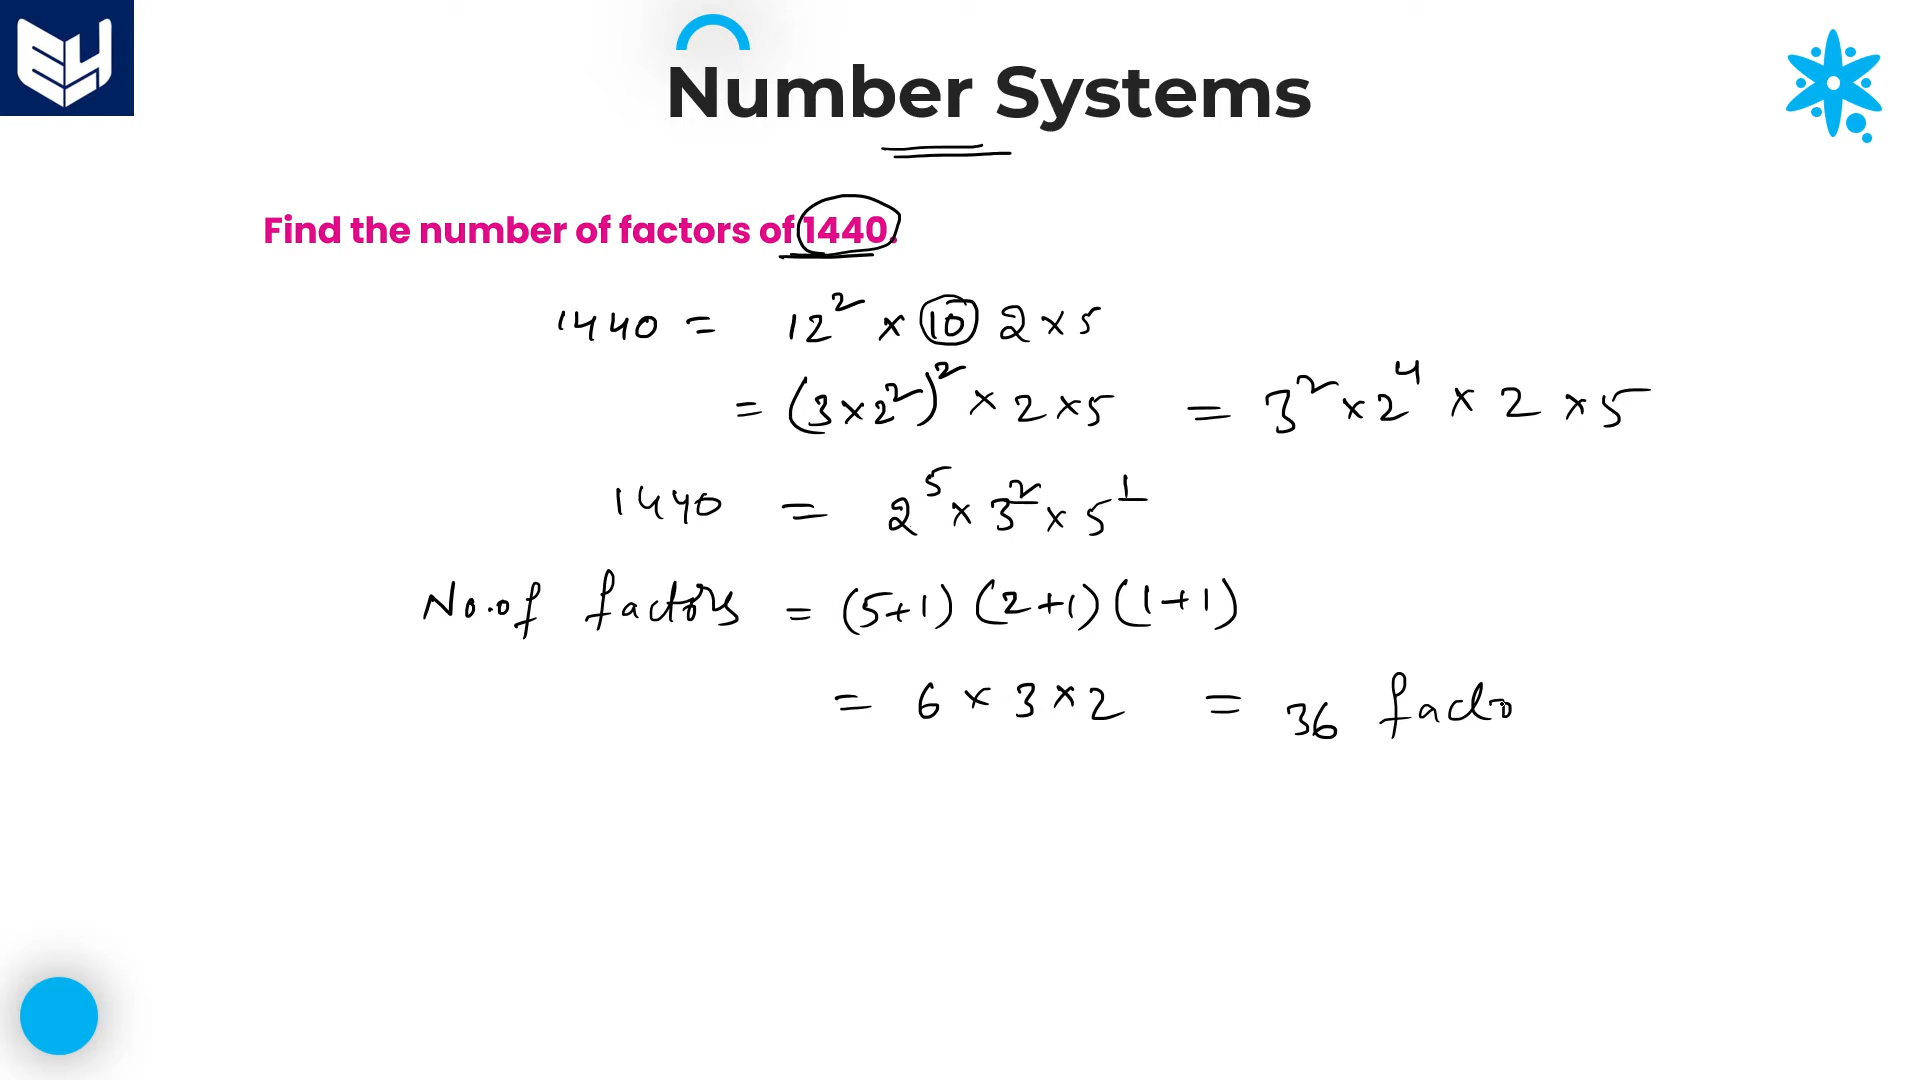 EY
Number Systems
Find the number of factors of 1440.
1440 = 12² × 10 2 × 5
= (3 × 2²)² × 2 × 5 = 3² × 2⁴ × 2 × 5
1440 = 2⁵ × 3² × 5¹
No. of factors = (5+1) (2+1) (1+1)
= 6 × 3 × 2 = 36 facto